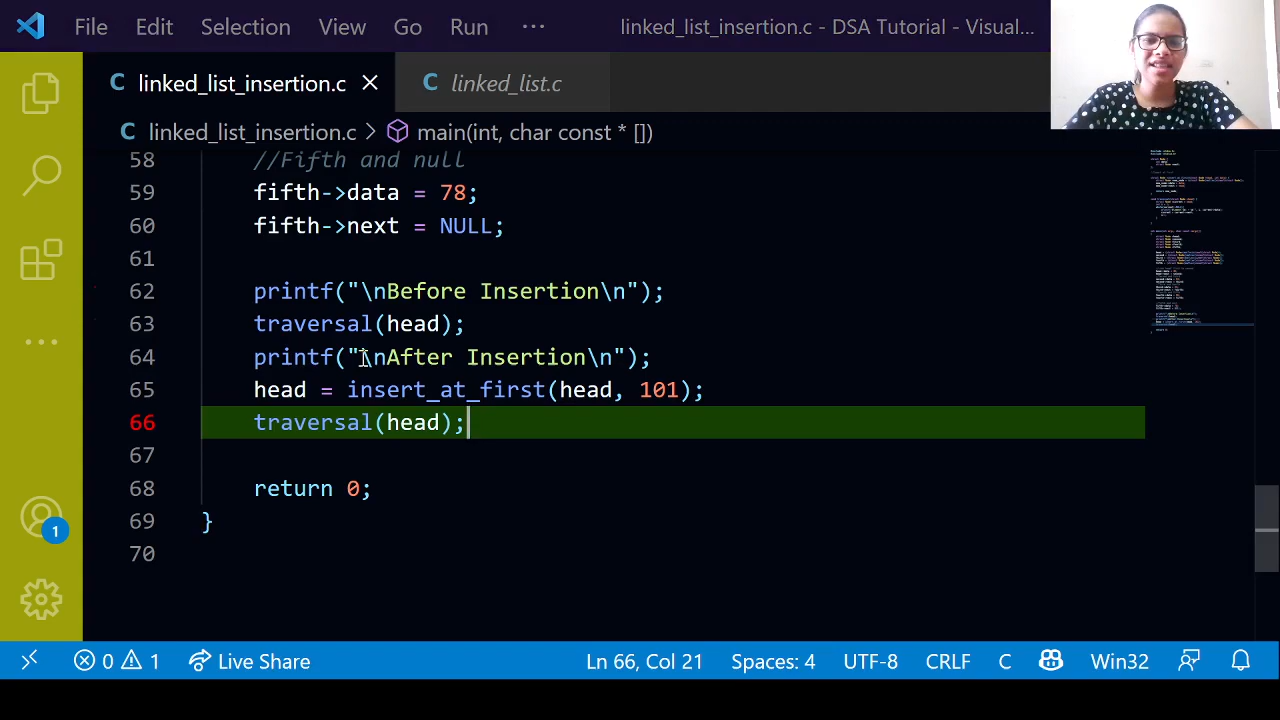 File Edit Selection View Go Run ··· linked_list_insertion.c - DSA Tutorial - Visual...
C linked_list_insertion.c × C linked_list.c
C linked_list_insertion.c > main(int, char const * [])
58 //Fifth and null
59 fifth->data = 78;
60 fifth->next = NULL;
61
62 printf("\nBefore Insertion\n");
63 traversal(head);
64 printf("\nAfter Insertion\n");
65 head = insert_at_first(head, 101);
66 traversal(head);
67
68 return 0;
69 }
70
1
0 1 Live Share Ln 66, Col 21 Spaces: 4 UTF-8 CRLF C Win32